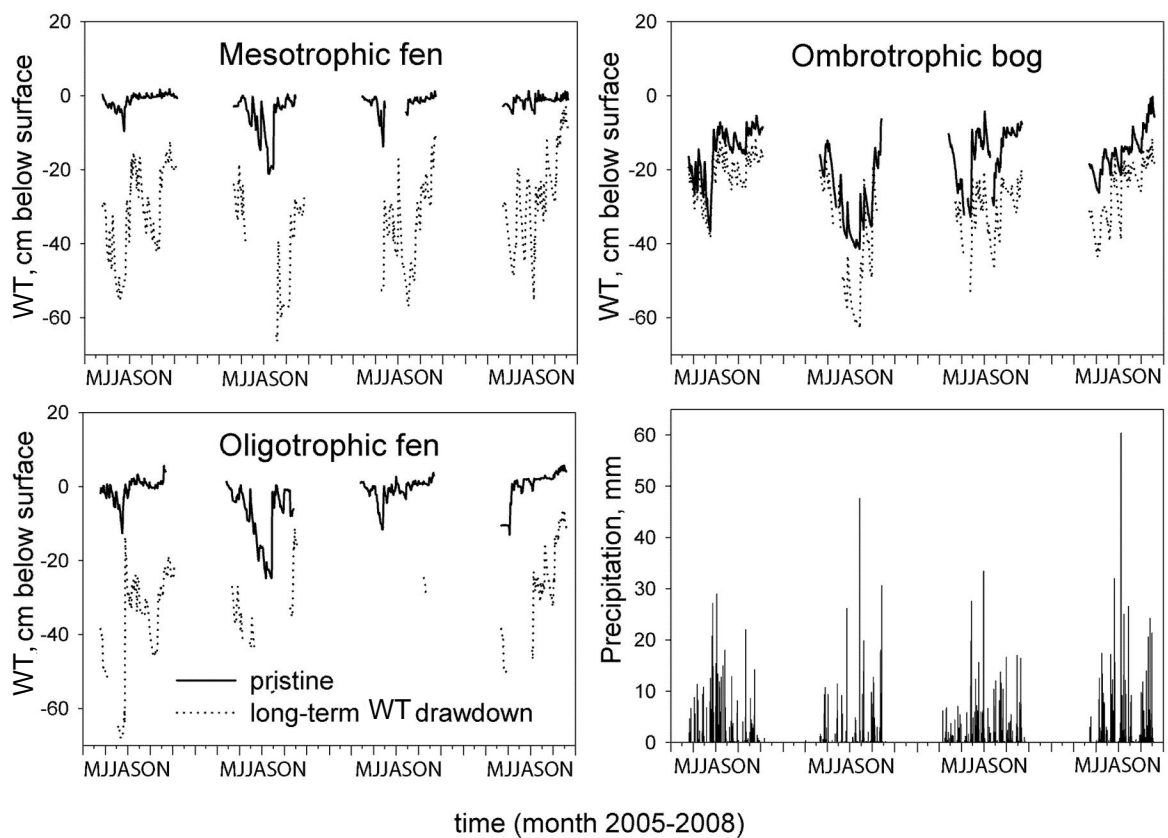 Mesotrophic fen
WT, cm below surface
20
0
-20
-40
-60
MJJASON MJJASON MJJASON MJJASON
Ombrotrophic bog
WT, cm below surface
20
0
-20
-40
-60
MJJASON MJJASON MJJASON MJJASON
Oligotrophic fen
WT, cm below surface
20
0
-20
-40
-60
pristine
long-term WT drawdown
MJJASON MJJASON MJJASON MJJASON
Precipitation, mm
60
50
40
30
20
10
0
MJJASON MJJASON MJJASON MJJASON
time (month 2005-2008)